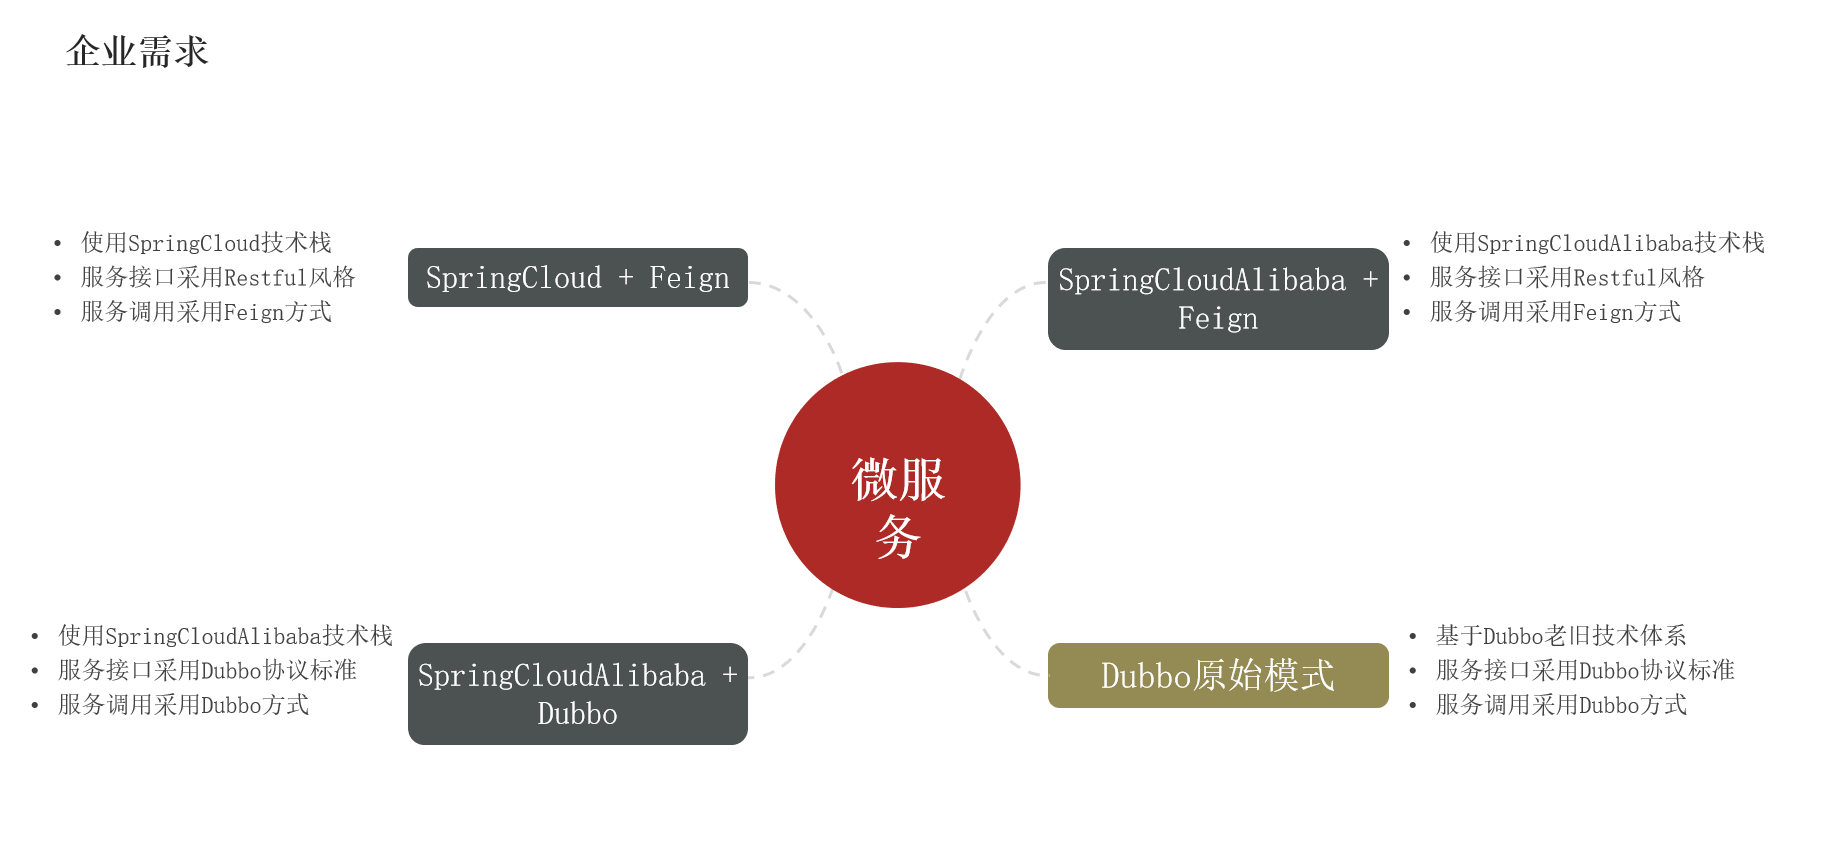 企业需求
• 使用SpringCloud技术栈
• 服务接口采用Restful风格
• 服务调用采用Feign方式
SpringCloud + Feign
SpringCloudAlibaba +
Feign
• 使用SpringCloudAlibaba技术栈
• 服务接口采用Restful风格
• 服务调用采用Feign方式
微服
务
• 使用SpringCloudAlibaba技术栈
• 服务接口采用Dubbo协议标准
• 服务调用采用Dubbo方式
SpringCloudAlibaba +
Dubbo
Dubbo原始模式
• 基于Dubbo老旧技术体系
• 服务接口采用Dubbo协议标准
• 服务调用采用Dubbo方式